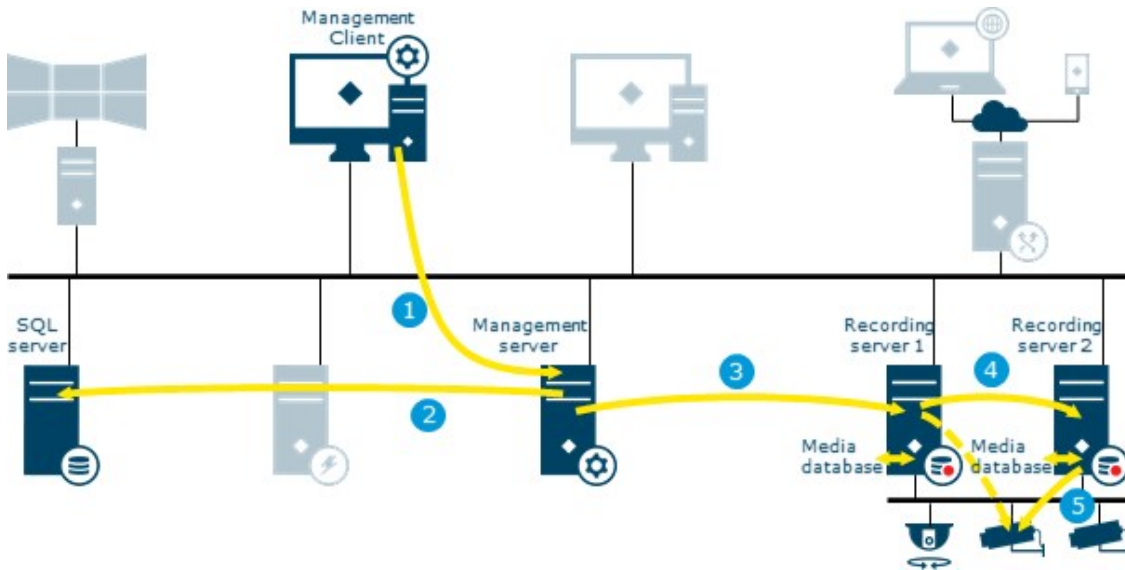 Management
Client
1
SQL
server
Management
server
Recording
server 1
Recording
server 2
2
3
4
Media
database
Media
database
5